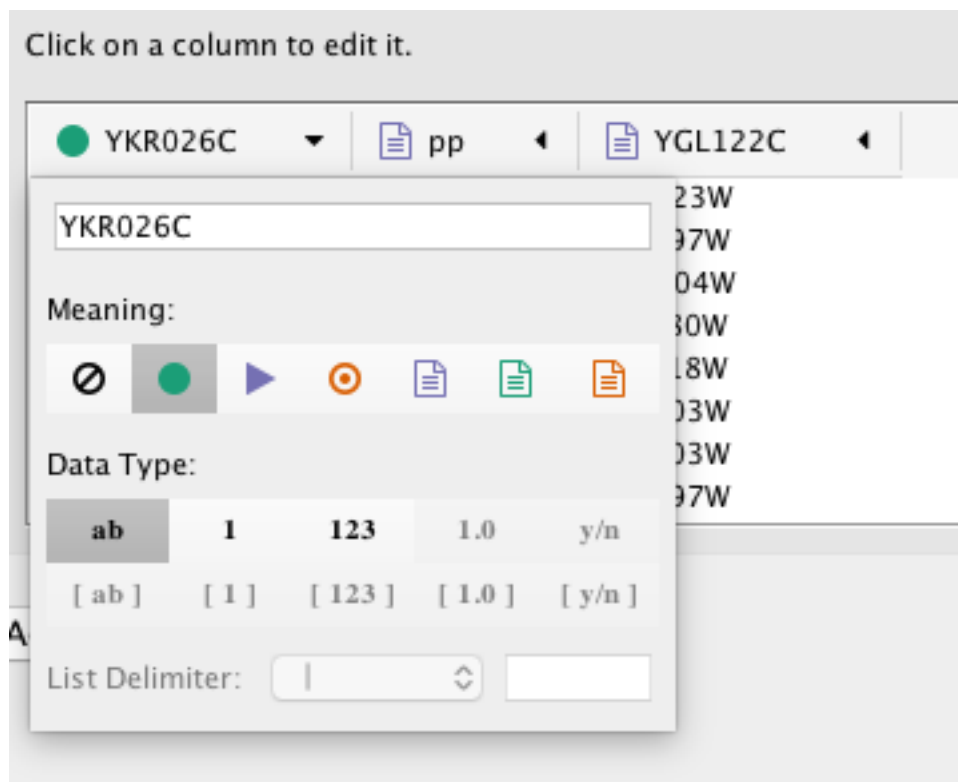 Click on a column to edit it.
YKR026C pp YGL122C
YKR026C
23W
97W
04W
Meaning:
30W
18W
03W
Data Type:
03W
97W
ab 1 123 1.0 y/n
[ ab ] [ 1 ] [ 123 ] [ 1.0 ] [ y/n ]
A
List Delimiter: |